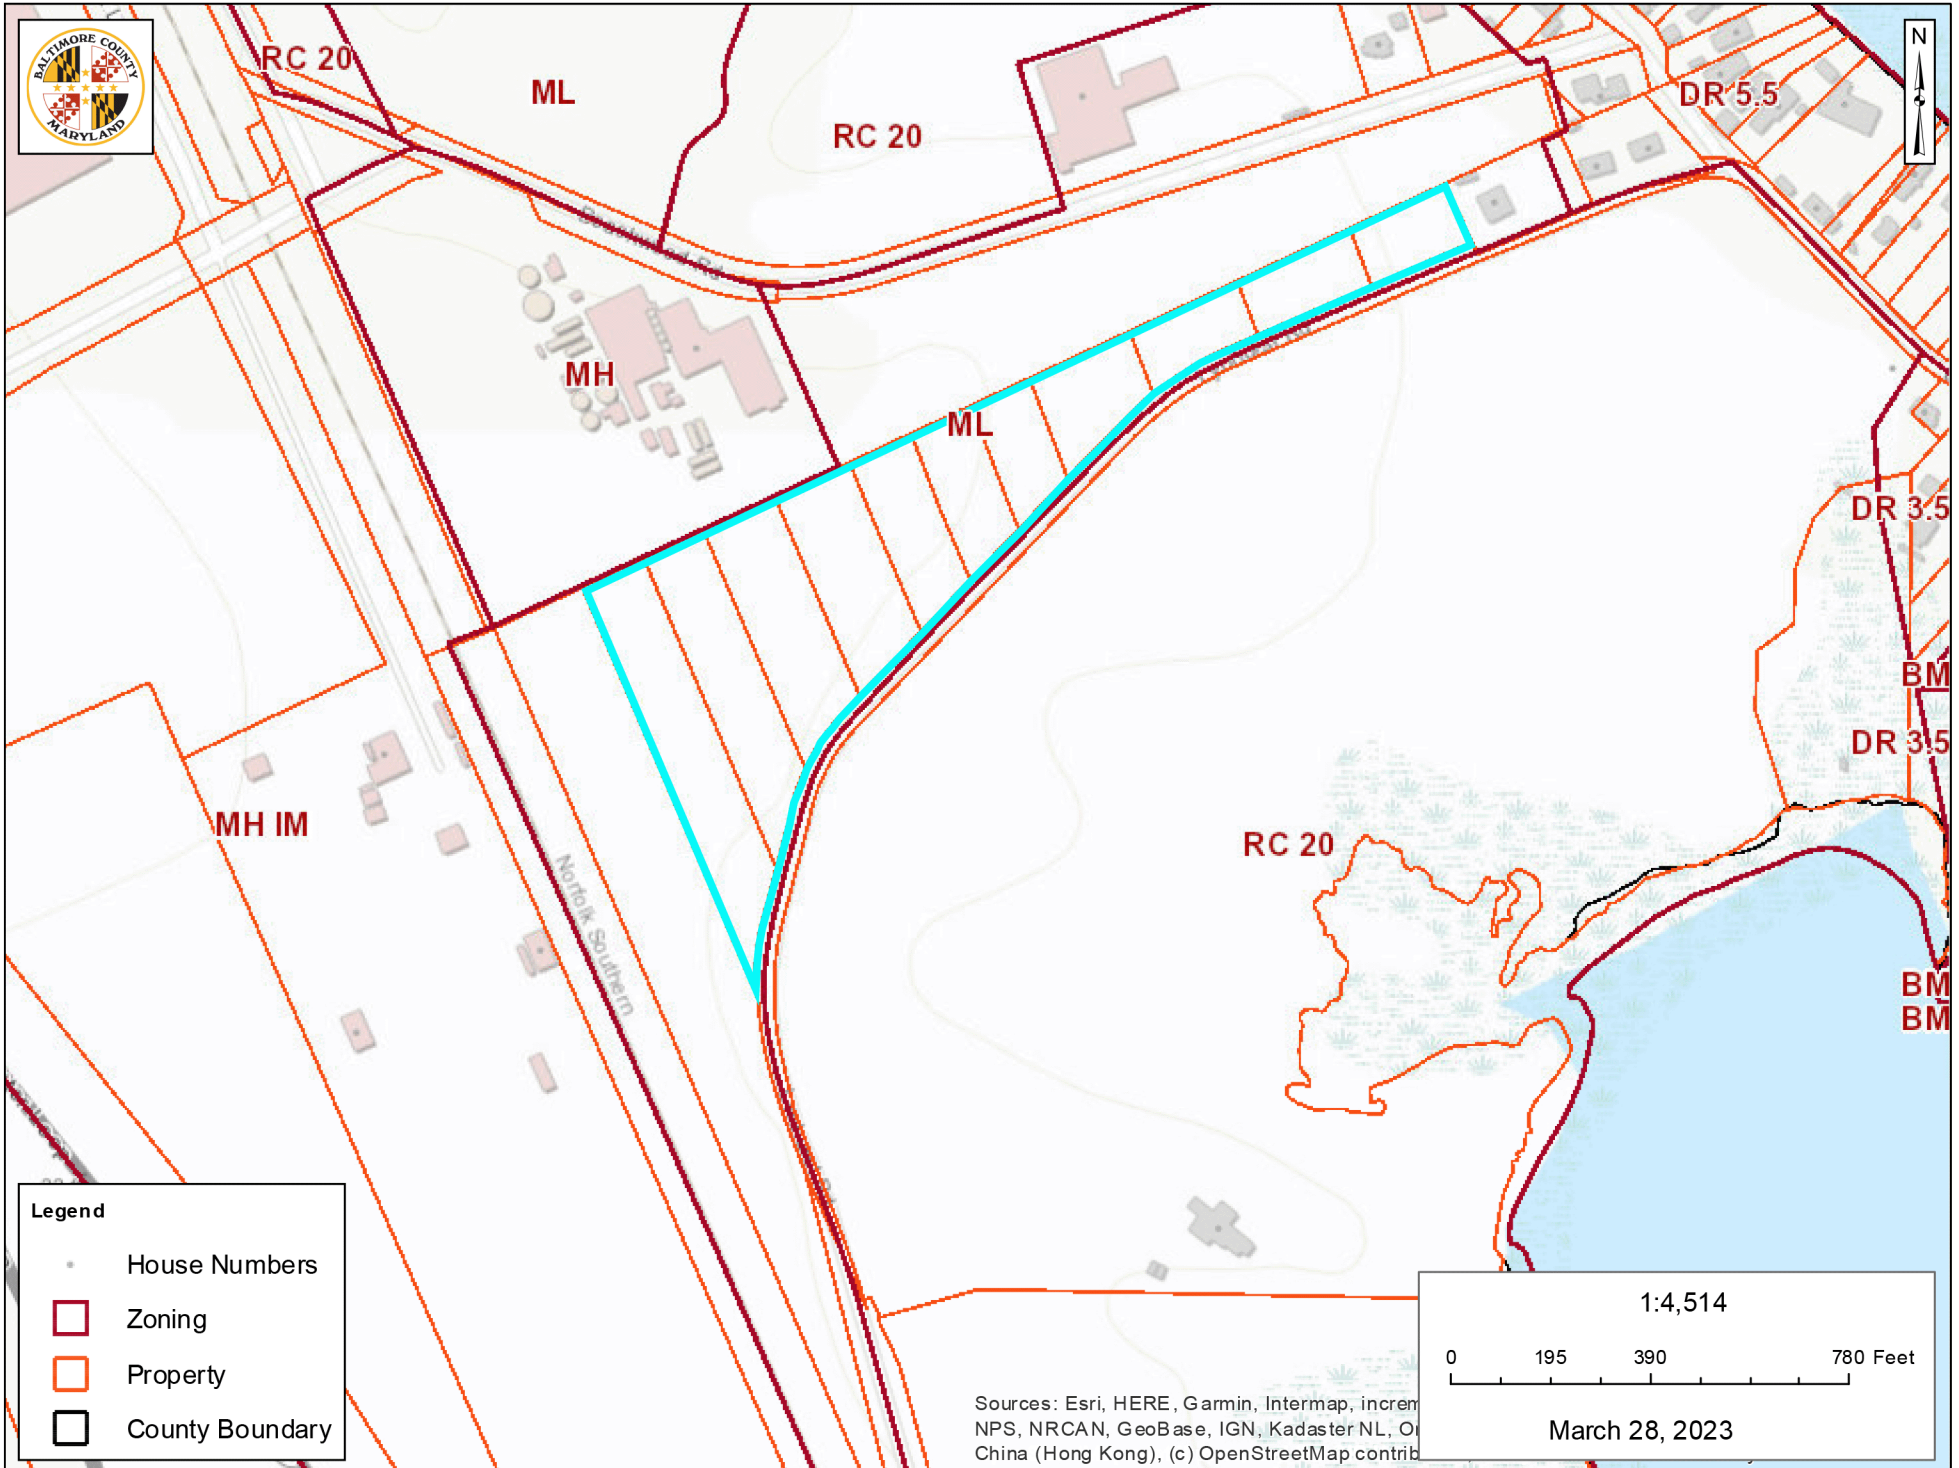 BALTIMORE COUNTY
MARYLAND
RC 20
ML
RC 20
DR 5.5
N
MH
ML
DR 3.5
BM
DR 3.5
MH IM
RC 20
Norfolk Southern
BM
BM
Legend
House Numbers
Zoning
Property
County Boundary
1:4,514
0 195 390 780 Feet
March 28, 2023
Sources: Esri, HERE, Garmin, Intermap, increm
NPS, NRCAN, GeoBase, IGN, Kadaster NL, Or
China (Hong Kong), (c) OpenStreetMap contrib